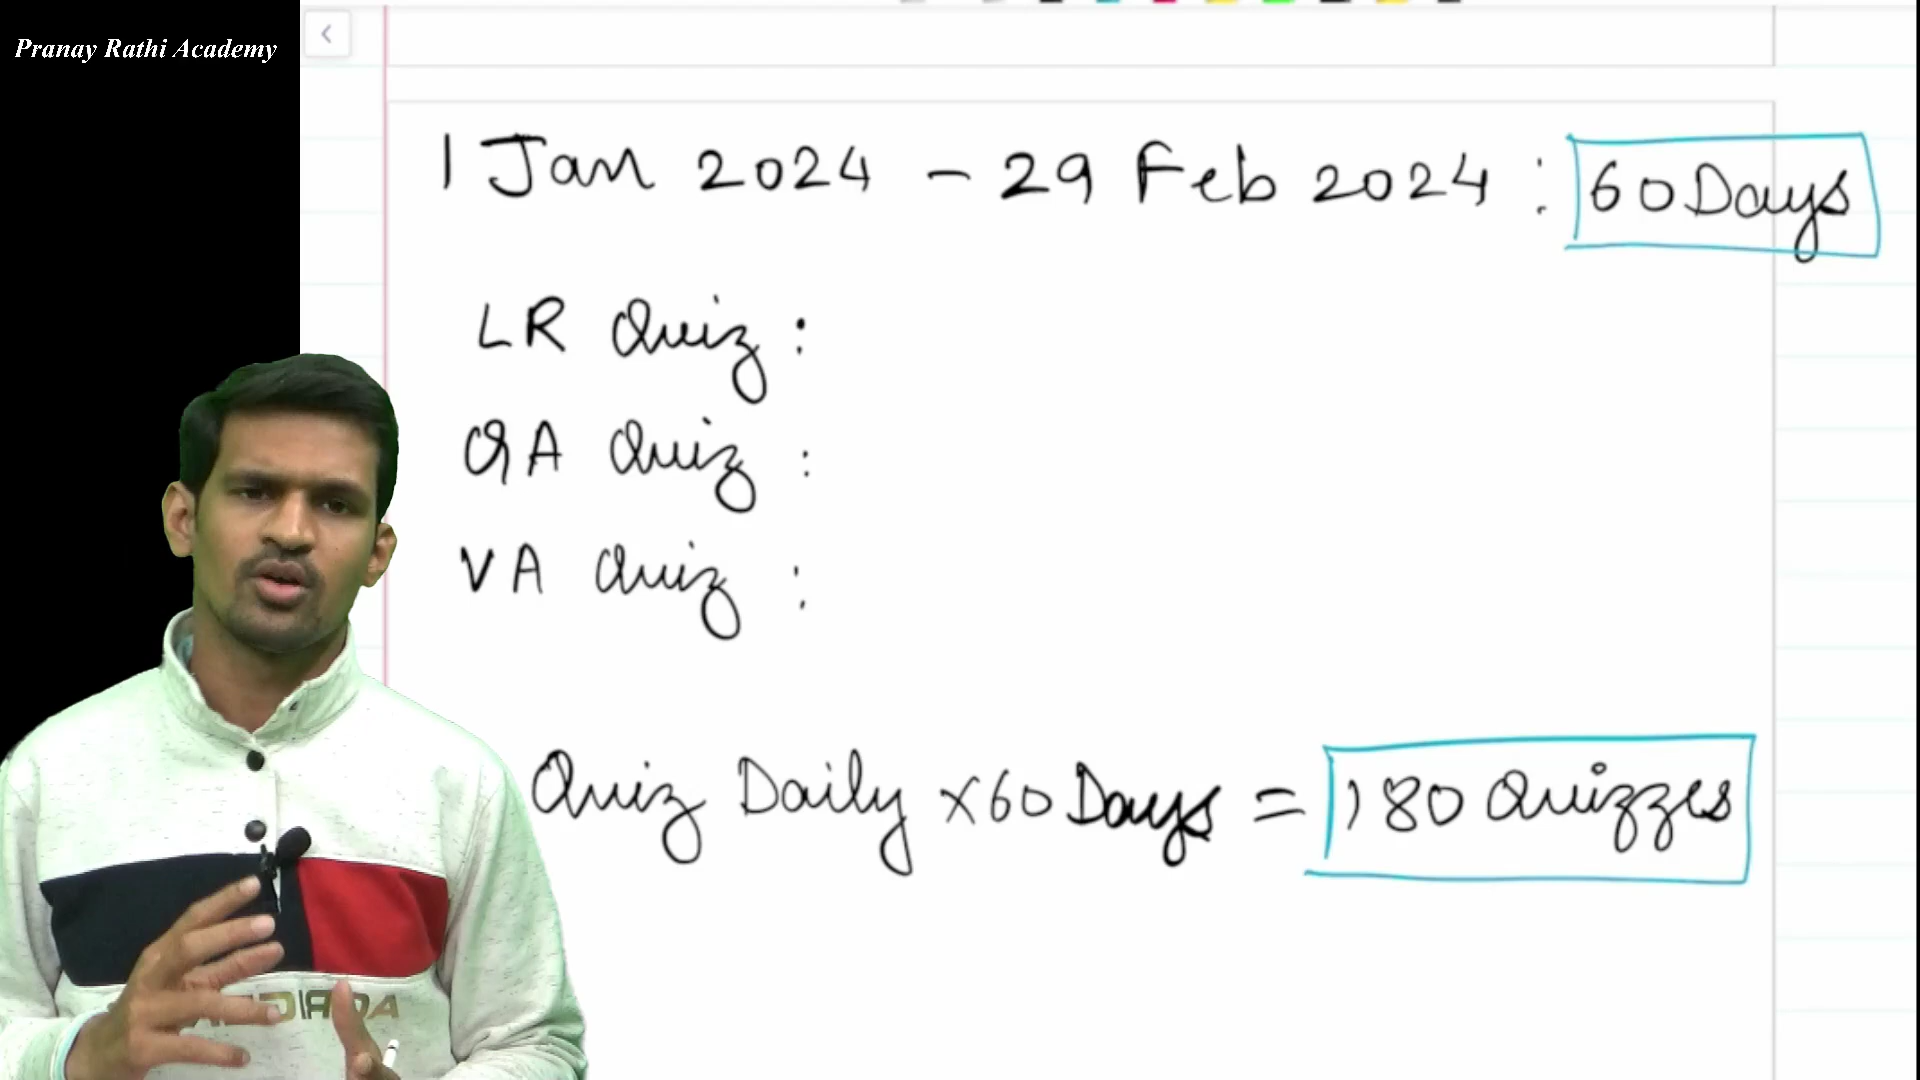 Pranay Rathi Academy
1 Jan 2024 - 29 Feb 2024 : 60 Days
LR Quiz :
QA Quiz :
VA Quiz :
Quiz Daily x 60 Days = 180 Quizzes